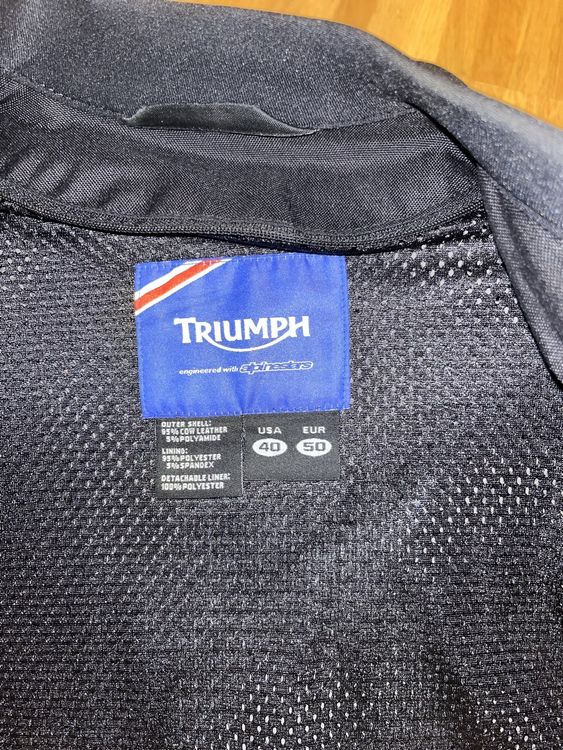 TRIUMPH
engineered with alpinestars
OUTER SHELL:
95% COW LEATHER
5% POLYAMIDE
LINING:
95% POLYESTER
5% SPANDEX
DETACHABLE LINER:
100% POLYESTER
USA EUR
40 50